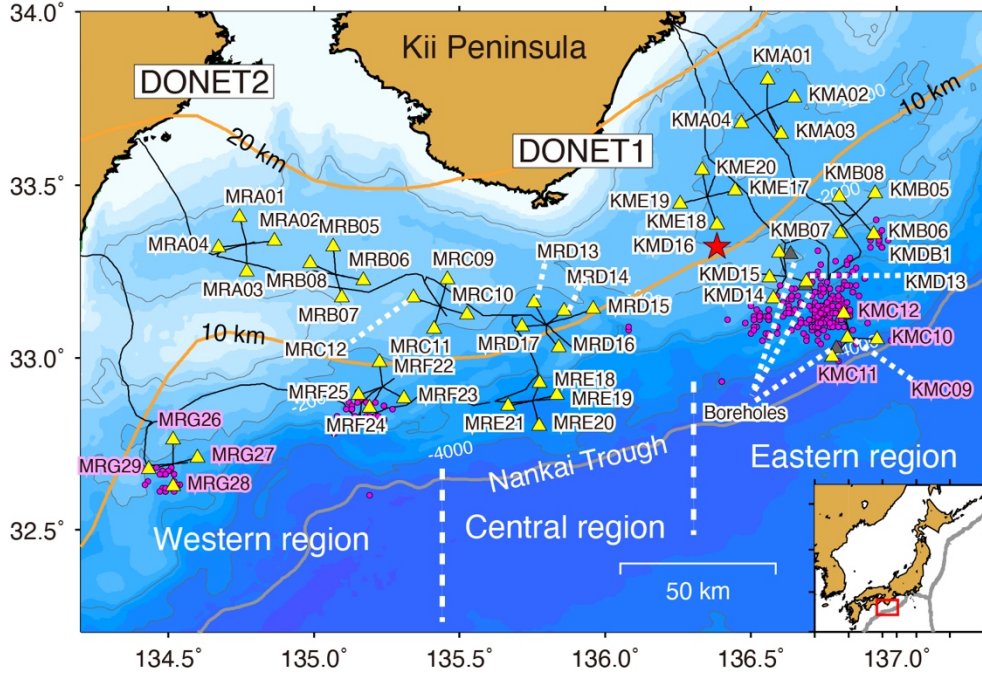 34.0°
33.5°
33.0°
32.5°
134.5°
135.0°
135.5°
136.0°
136.5°
137.0°
Kii Peninsula
DONET2
DONET1
20 km
10 km
10 km
KMA01
KMA02
KMA04
KMA03
KME20
KME17
KME19
KME18
KMD16
KMB08
KMB05
KMB07
KMB06
KMDB1
KMD15
KMD13
KMD14
KMC12
KMC10
KMC11
KMC09
Boreholes
-2000
-4000
MRA01
MRA02
MRB05
MRA04
MRA03
MRB08
MRB06
MRB07
MRC09
MRC10
MRC12
MRC11
MRD13
MRD14
MRD15
MRD17
MRD16
MRF22
MRF25
MRF23
MRF24
MRE18
MRE19
MRE21
MRE20
MRG26
MRG27
MRG29
MRG28
-4000
Nankai Trough
Western region
Central region
Eastern region
50 km